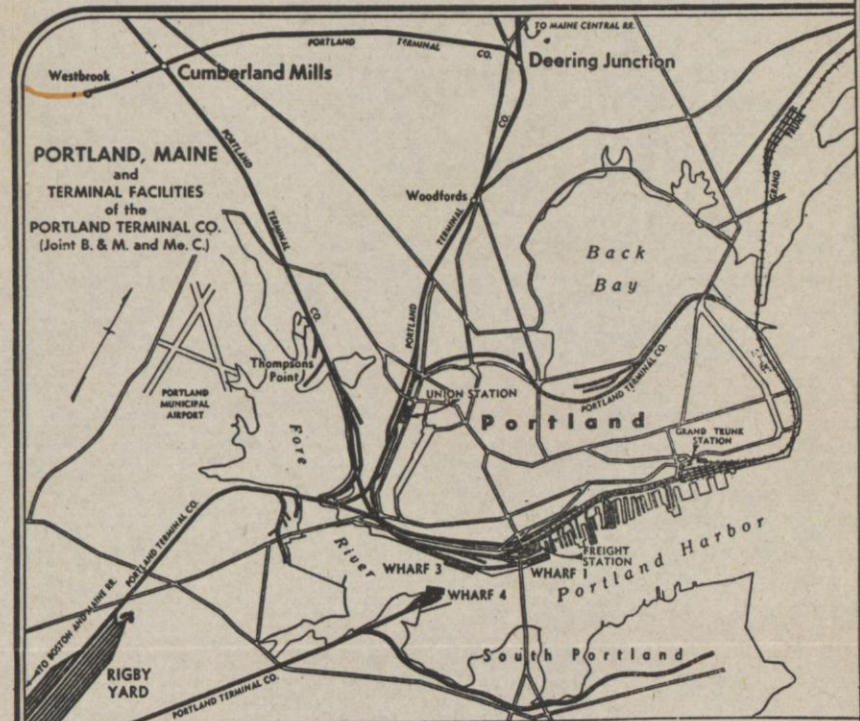 TO MAINE CENTRAL RR.
PORTLAND TERMINAL CO.
Westbrook
Cumberland Mills
Deering Junction
PORTLAND, MAINE
and
TERMINAL FACILITIES
of the
PORTLAND TERMINAL CO.
(Joint B. & M. and Me. C.)
PORTLAND TERMINAL CO.
Woodfords
PORTLAND TERMINAL CO.
GRAND TRUNK
Back
Bay
Thompsons
Point
PORTLAND
MUNICIPAL
AIRPORT
UNION STATION
PORTLAND TERMINAL CO.
Portland
GRAND TRUNK
STATION
Fore
River
PORTLAND TERMINAL CO.
WHARF 3
FREIGHT
STATION
WHARF 1
Portland Harbor
WHARF 4
TO BOSTON AND MAINE RR.
South Portland
RIGBY
YARD
PORTLAND TERMINAL CO.